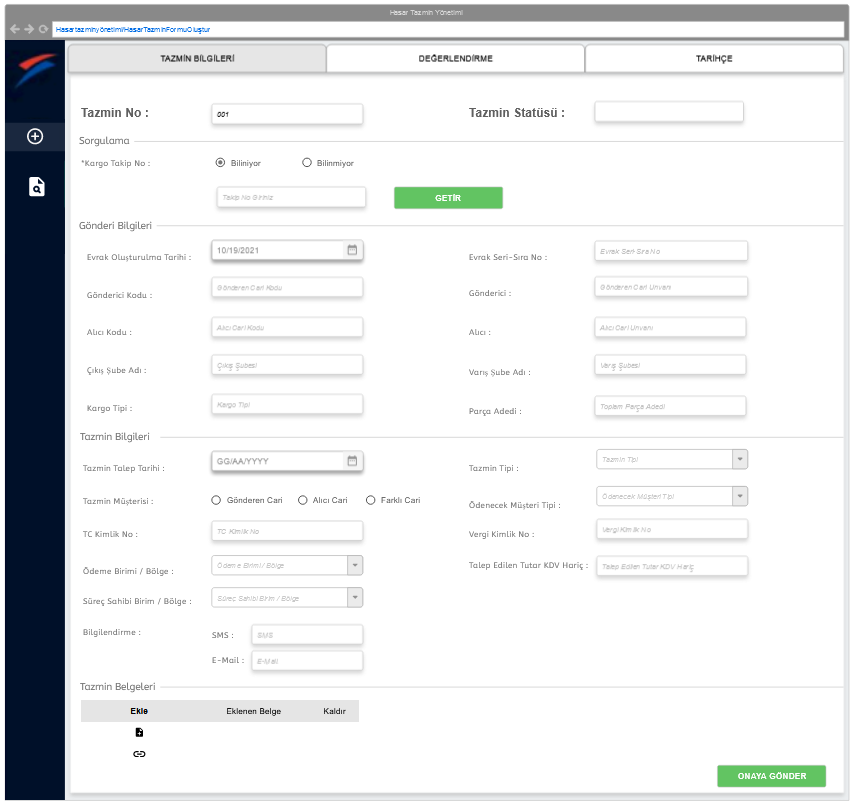 Hasar Tazmin Yönetimi
Hasartazminyönetimi/HasarTazminFormuOluştur
TAZMİN BİLGİLERİ DEĞERLENDİRME TARİHÇE
Tazmin No : 001 Tazmin Statüsü :
Sorgulama
*Kargo Takip No : Biliniyor Bilinmiyor
Takip No Giriniz GETİR
Gönderi Bilgileri
Evrak Oluşturulma Tarihi : 10/19/2021 Evrak Seri-Sıra No : Evrak Seri Sıra No
Gönderici Kodu : Gönderen Cari Kodu Gönderici : Gönderen Cari Unvanı
Alıcı Kodu : Alıcı Cari Kodu Alıcı : Alıcı Cari Unvanı
Çıkış Şube Adı : Çıkış Şubesi Varış Şube Adı : Varış Şubesi
Kargo Tipi : Kargo Tipi Parça Adedi : Toplam Parça Adedi
Tazmin Bilgileri
Tazmin Talep Tarihi : GG/AA/YYYY Tazmin Tipi : Tazmin Tipi
Tazmin Müşterisi : Gönderen Cari Alıcı Cari Farklı Cari Ödenecek Müşteri Tipi : Ödenecek Müşteri Tipi
TC Kimlik No : TC Kimlik No Vergi Kimlik No : Vergi Kimlik No
Ödeme Birimi / Bölge : Ödeme Birimi / Bölge Talep Edilen Tutar KDV Hariç : Talep Edilen Tutar KDV Hariç
Süreç Sahibi Birim / Bölge : Süreç Sahibi Birim / Bölge
Bilgilendirme : SMS : SMS
E-Mail : E-Mail
Tazmin Belgeleri
Ekle Eklenen Belge Kaldır
ONAYA GÖNDER